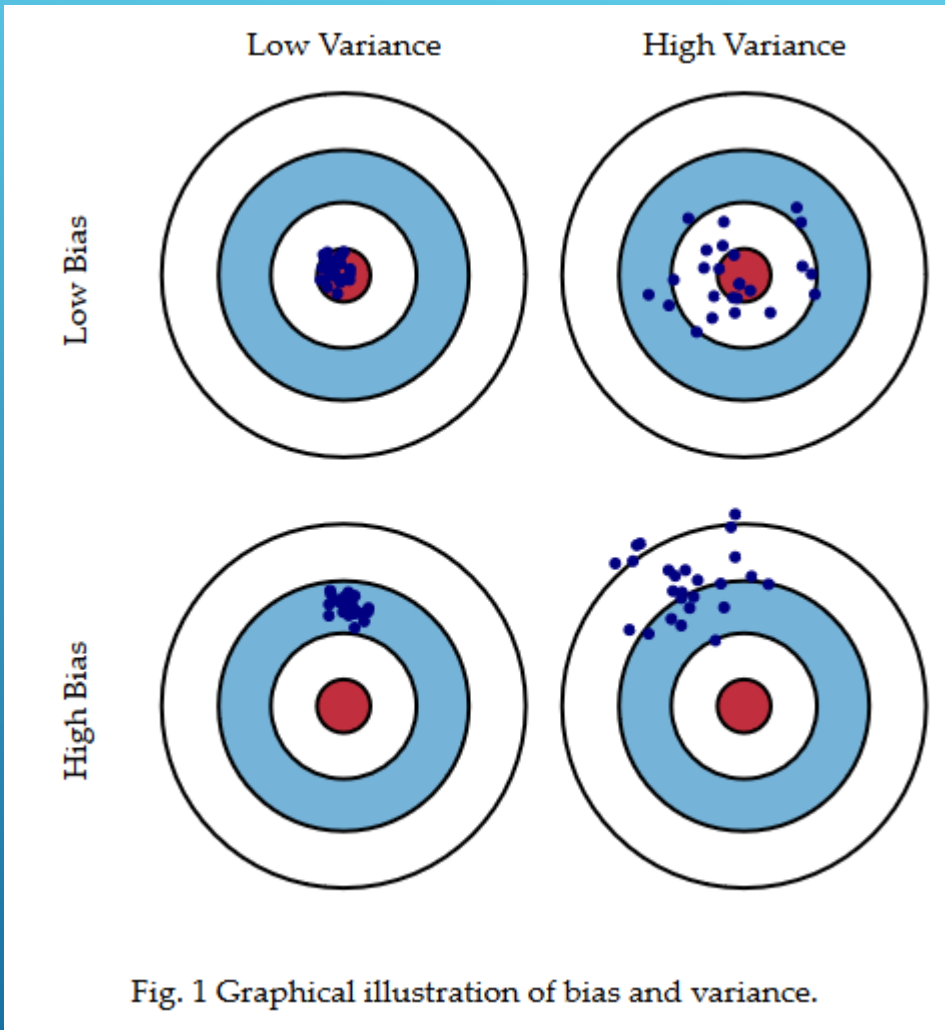 Low Variance
High Variance
Low Bias
High Bias
Fig. 1 Graphical illustration of bias and variance.